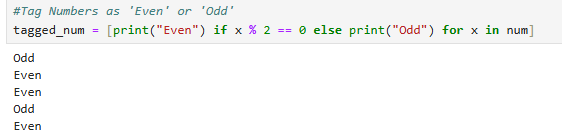 #Tag Numbers as 'Even' or 'Odd'
tagged_num = [print("Even") if x % 2 == 0 else print("Odd") for x in num]
Odd
Even
Even
Odd
Even